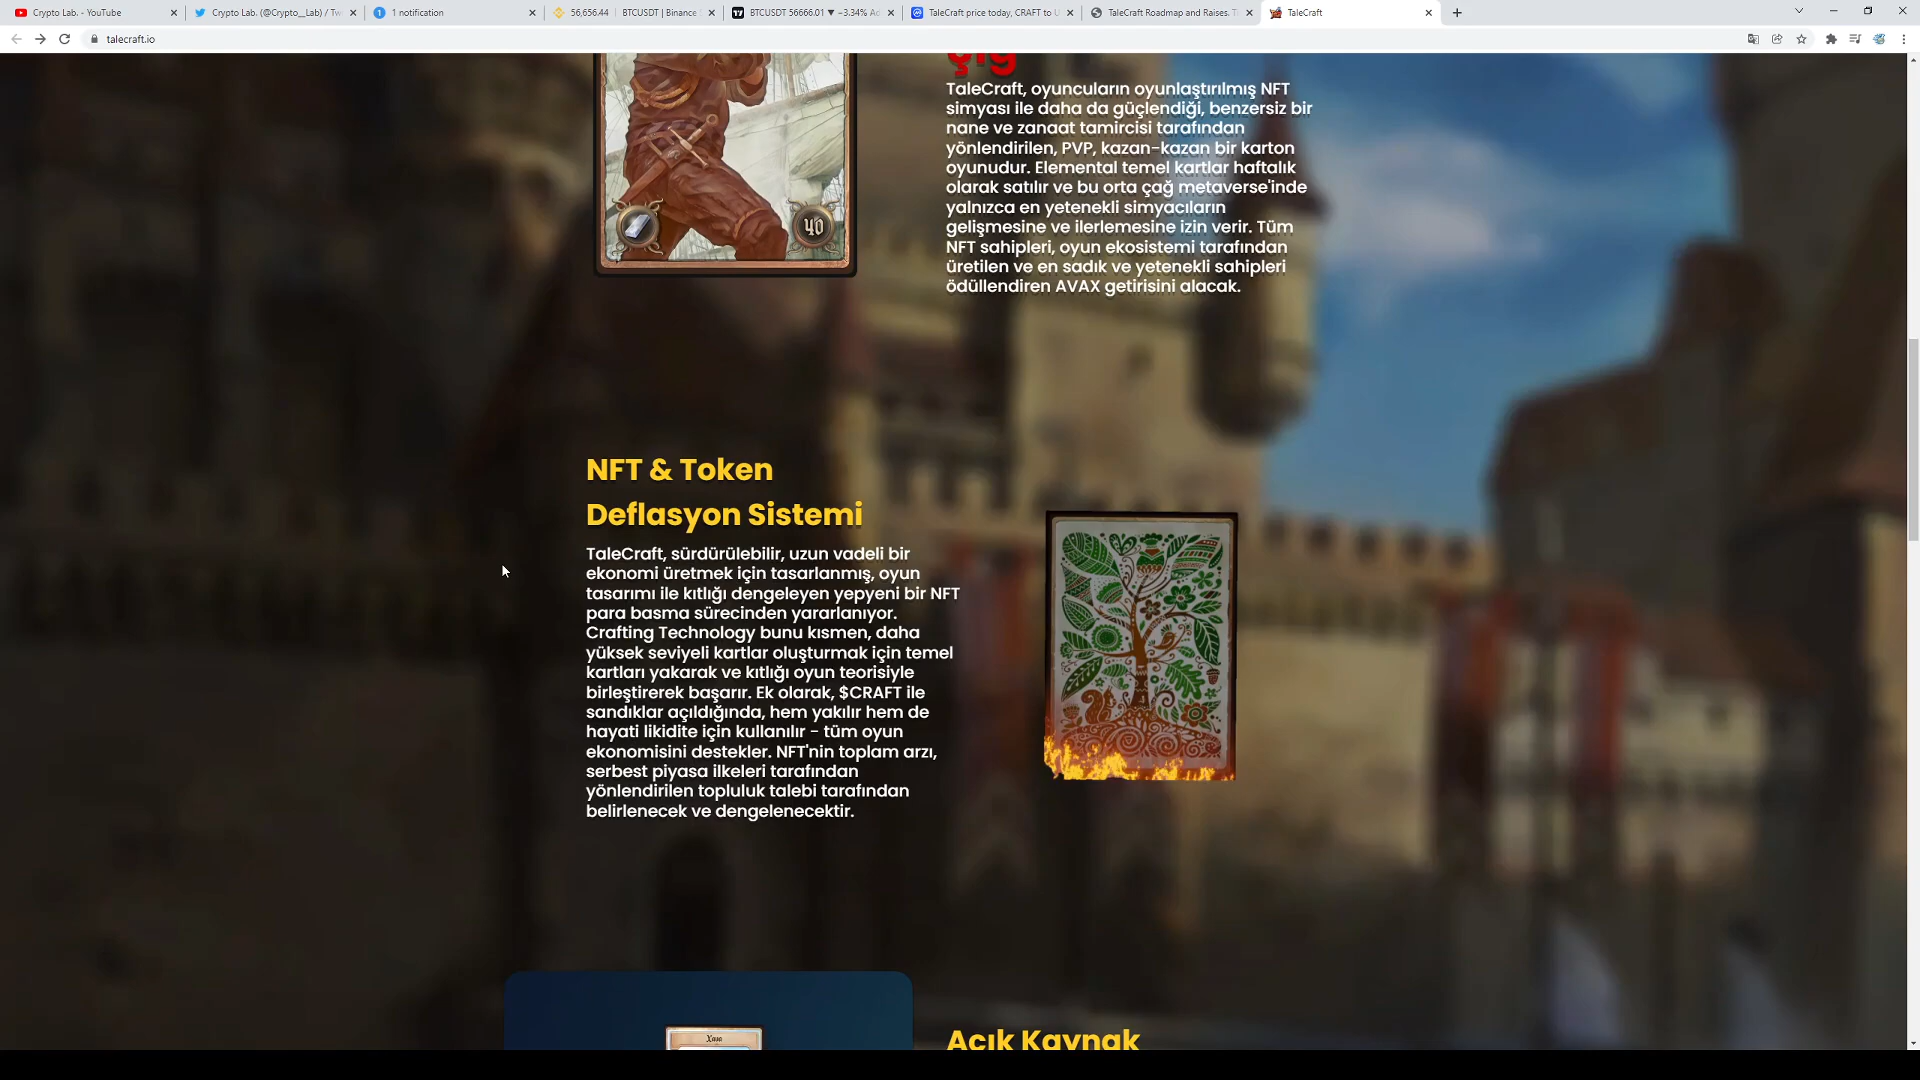 Crypto Lab. - YouTube
Crypto Lab. (@Crypto__Lab) / Tw
1 notification
56,656.44 | BTCUSDT | Binance
BTCUSDT 56666.01 ▼ −3.34%
TaleCraft price today, CRAFT to U
TaleCraft Roadmap and Raises. T
TaleCraft
talecraft.io
çığ
TaleCraft, oyuncuların oyunlaştırılmış NFT
simyası ile daha da güçlendiği, benzersiz bir
nane ve zanaat tamircisi tarafından
yönlendirilen, PVP, kazan-kazan bir karton
oyunudur. Elemental temel kartlar haftalık
olarak satılır ve bu orta çağ metaverse'inde
yalnızca en yetenekli simyacıların
gelişmesine ve ilerlemesine izin verir. Tüm
NFT sahipleri, oyun ekosistemi tarafından
üretilen ve en sadık ve yetenekli sahipleri
ödüllendiren AVAX getirisini alacak.
40
NFT & Token
Deflasyon Sistemi
TaleCraft, sürdürülebilir, uzun vadeli bir
ekonomi üretmek için tasarlanmış, oyun
tasarımı ile kıtlığı dengeleyen yepyeni bir NFT
para basma sürecinden yararlanıyor.
Crafting Technology bunu kısmen, daha
yüksek seviyeli kartlar oluşturmak için temel
kartları yakarak ve kıtlığı oyun teorisiyle
birleştirerek başarır. Ek olarak, $CRAFT ile
sandıklar açıldığında, hem yakılır hem de
hayati likidite için kullanılır - tüm oyun
ekonomisini destekler. NFT'nin toplam arzı,
serbest piyasa ilkeleri tarafından
yönlendirilen topluluk talebi tarafından
belirlenecek ve dengelenecektir.
Açık Kaynak